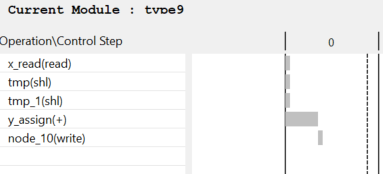 Current Module : type9
Operation\Control Step 0
x_read(read)
tmp(shl)
tmp_1(shl)
y_assign(+)
node_10(write)